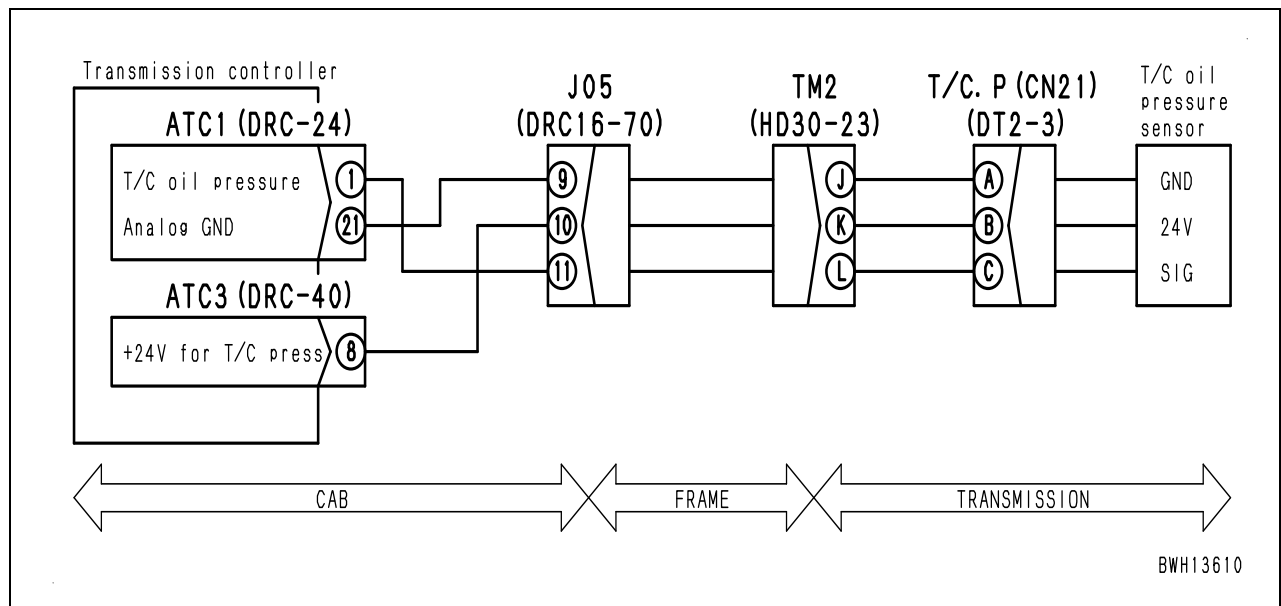 Transmission controller
ATC1 (DRC-24)
T/C oil pressure
1
Analog GND
21
ATC3 (DRC-40)
+24V for T/C press
8
J05
(DRC16-70)
9
10
11
TM2
(HD30-23)
J
K
L
T/C. P (CN21)
(DT2-3)
A
B
C
T/C oil
pressure
sensor
GND
24V
SIG
CAB
FRAME
TRANSMISSION
BWH13610